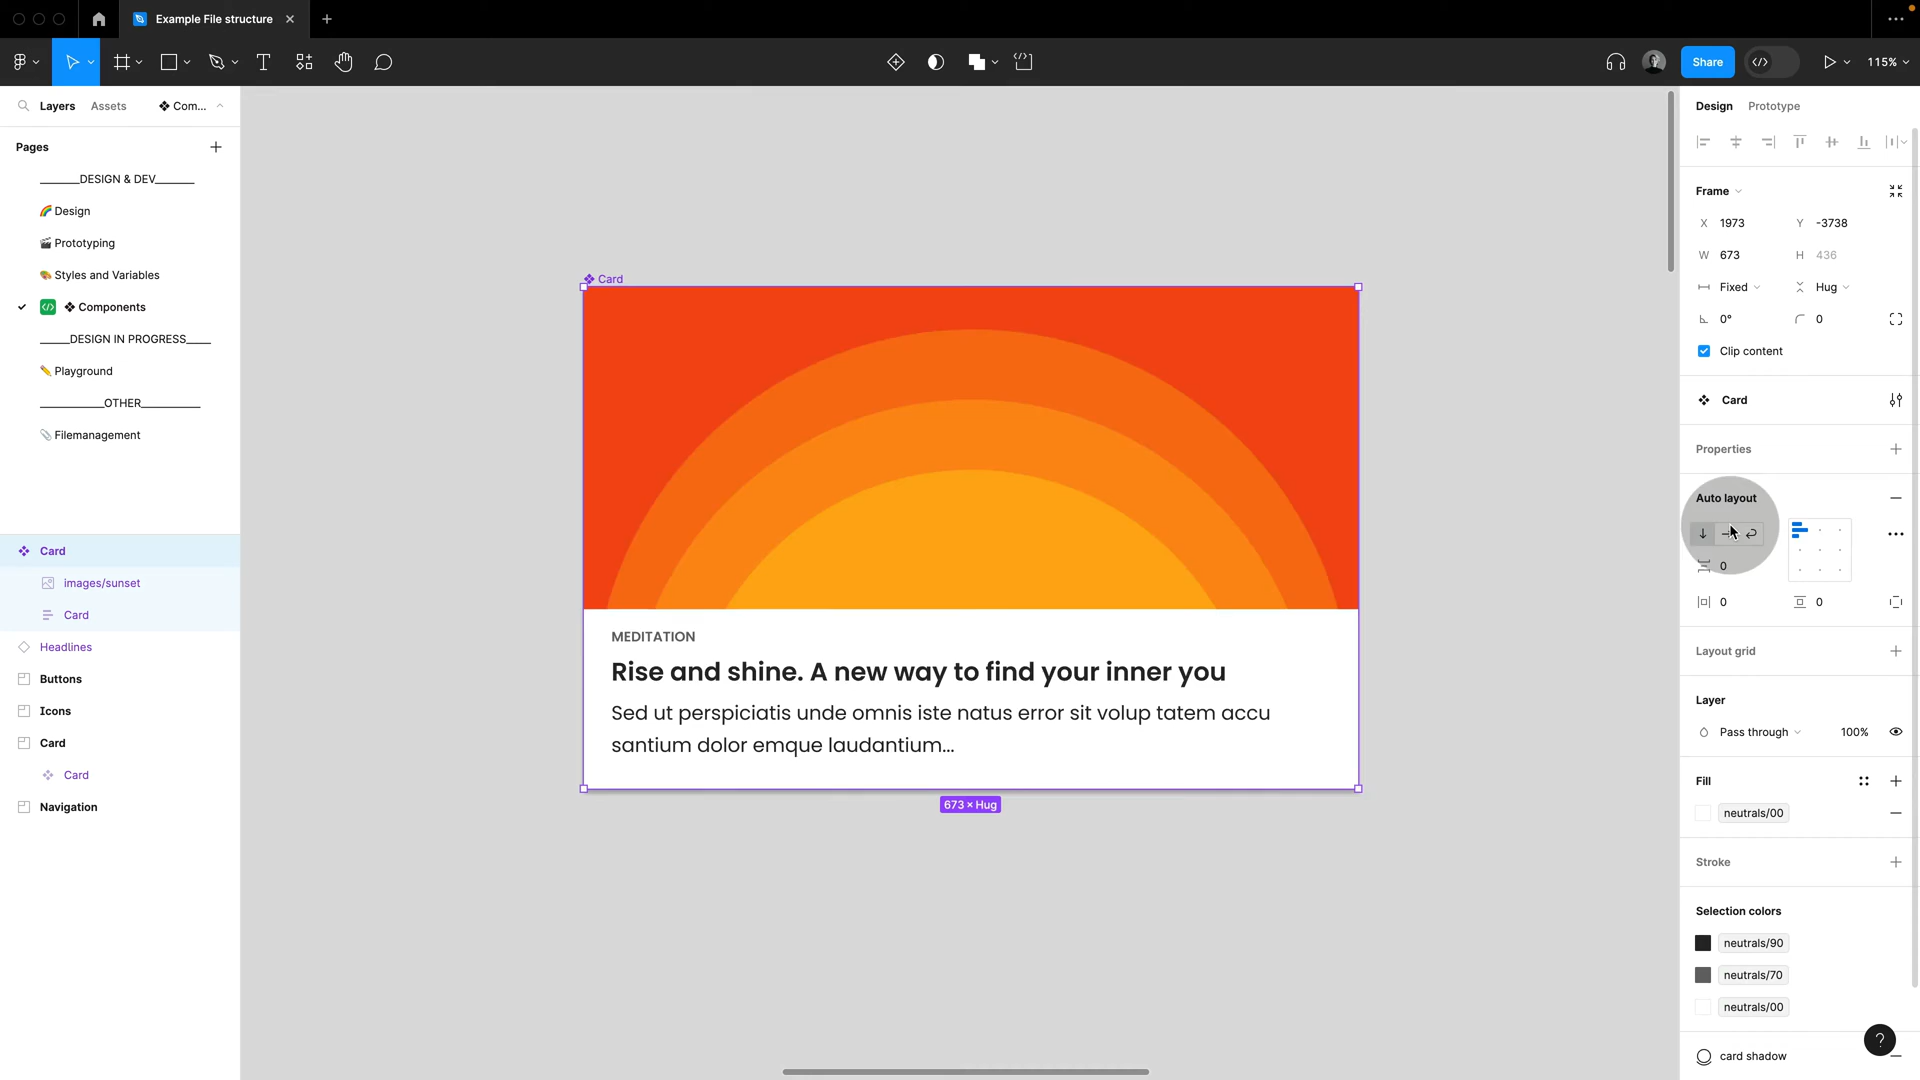 Example File structure
Share
115%
Layers
Assets
Com...
Pages
_______DESIGN & DEV_______
🌈 Design
🎬 Prototyping
🎨 Styles and Variables
❖ Components
_____DESIGN IN PROGRESS____
✏️ Playground
___________OTHER__________
📎 Filemanagement
Card
images/sunset
Card
Headlines
Buttons
Icons
Card
Card
Navigation
Card
MEDITATION
Rise and shine. A new way to find your inner you
Sed ut perspiciatis unde omnis iste natus error sit volup tatem accu
santium dolor emque laudantium...
673 × Hug
Design
Prototype
Frame
X 1973
Y -3738
W 673
H 436
Fixed
Hug
0°
0
Clip content
Card
Properties
Auto layout
0
0
0
Layout grid
Layer
Pass through
100%
Fill
neutrals/00
Stroke
Selection colors
neutrals/90
neutrals/70
neutrals/00
?
card shadow